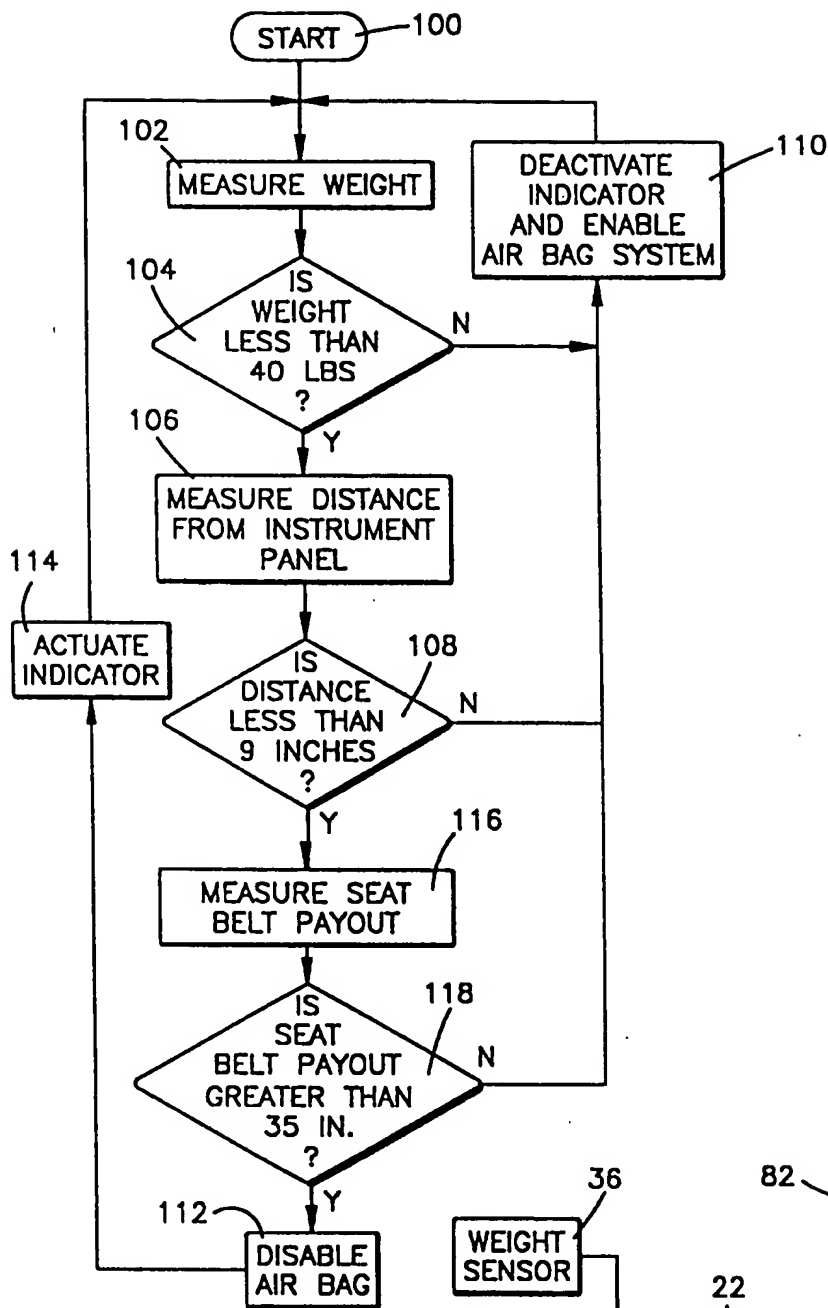 START
100
102
MEASURE WEIGHT
110
DEACTIVATE
INDICATOR
AND ENABLE
AIR BAG SYSTEM
104
IS
WEIGHT
LESS THAN
40 LBS
?
N
Y
106
MEASURE DISTANCE
FROM INSTRUMENT
PANEL
114
ACTUATE
INDICATOR
108
IS
DISTANCE
LESS THAN
9 INCHES
?
N
Y
116
MEASURE SEAT
BELT PAYOUT
118
IS
SEAT
BELT PAYOUT
GREATER THAN
35 IN.
?
N
Y
112
DISABLE
AIR BAG
36
WEIGHT
SENSOR
82
22